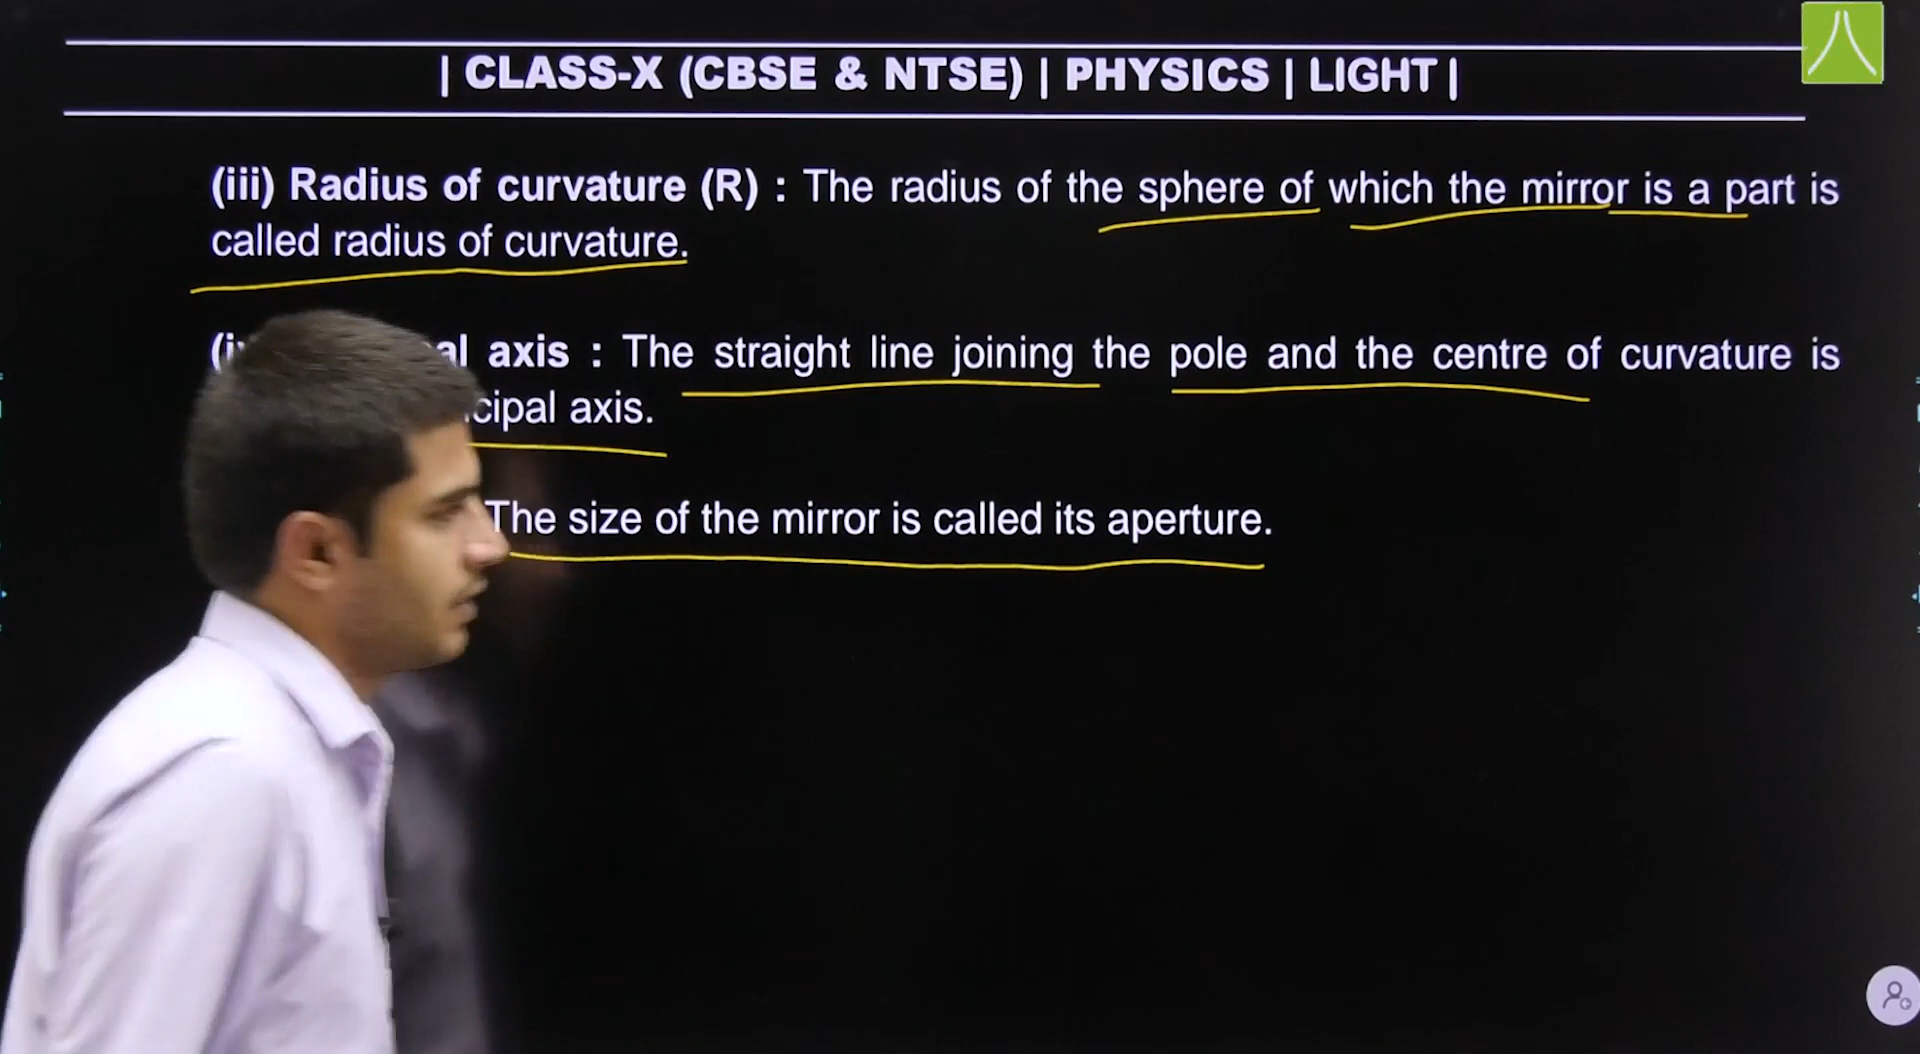 | CLASS-X (CBSE & NTSE) | PHYSICS | LIGHT |
(iii) Radius of curvature (R) : The radius of the sphere of which the mirror is a part is
called radius of curvature.
axis : The straight line joining the pole and the centre of curvature is
axis.
The size of the mirror is called its aperture.